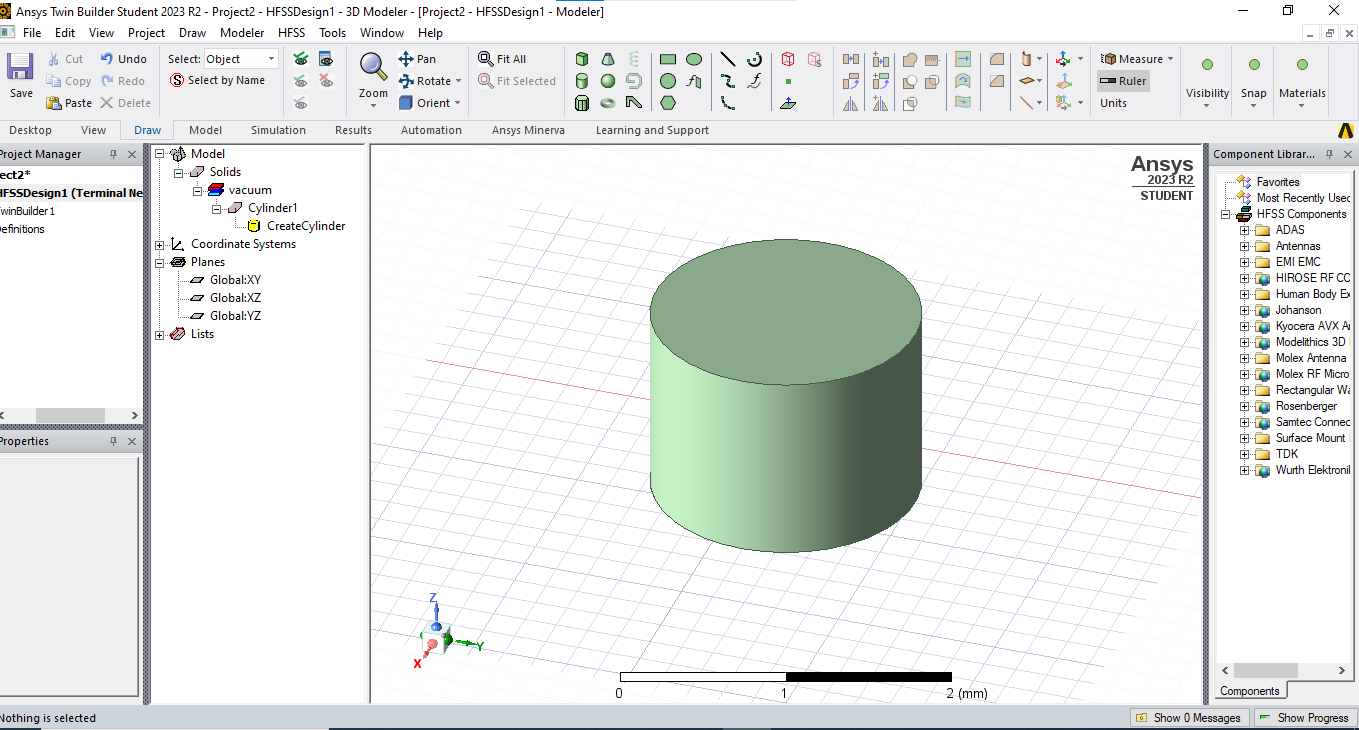 Ansys Twin Builder Student 2023 R2 - Project2 - HFSSDesign1 - 3D Modeler - [Project2 - HFSSDesign1 - Modeler]
File Edit View Project Draw Modeler HFSS Tools Window Help
Save
Cut
Copy
Paste
Undo
Redo
Delete
Select: Object
Select by Name
Zoom
Pan
Rotate
Orient
Fit All
Fit Selected
Measure
Ruler
Units
Visibility
Snap
Materials
Desktop View Draw Model Simulation Results Automation Ansys Minerva Learning and Support
Project Manager
ect2*
HFSSDesign1 (Terminal Ne
TwinBuilder1
efinitions
Properties
Model
Solids
vacuum
Cylinder1
CreateCylinder
Coordinate Systems
Planes
Global:XY
Global:XZ
Global:YZ
Lists
Ansys
2023 R2
STUDENT
Z
Y
X
0 1 2 (mm)
Component Librar...
Favorites
Most Recently Used
HFSS Components
ADAS
Antennas
EMI EMC
HIROSE RF CO
Human Body Ex
Johanson
Kyocera AVX A
Modelithics 3D
Molex Antenna
Molex RF Micro
Rectangular Wa
Rosenberger
Samtec Connec
Surface Mount
TDK
Wurth Elektronik
Components
Nothing is selected
Show 0 Messages
Show Progress